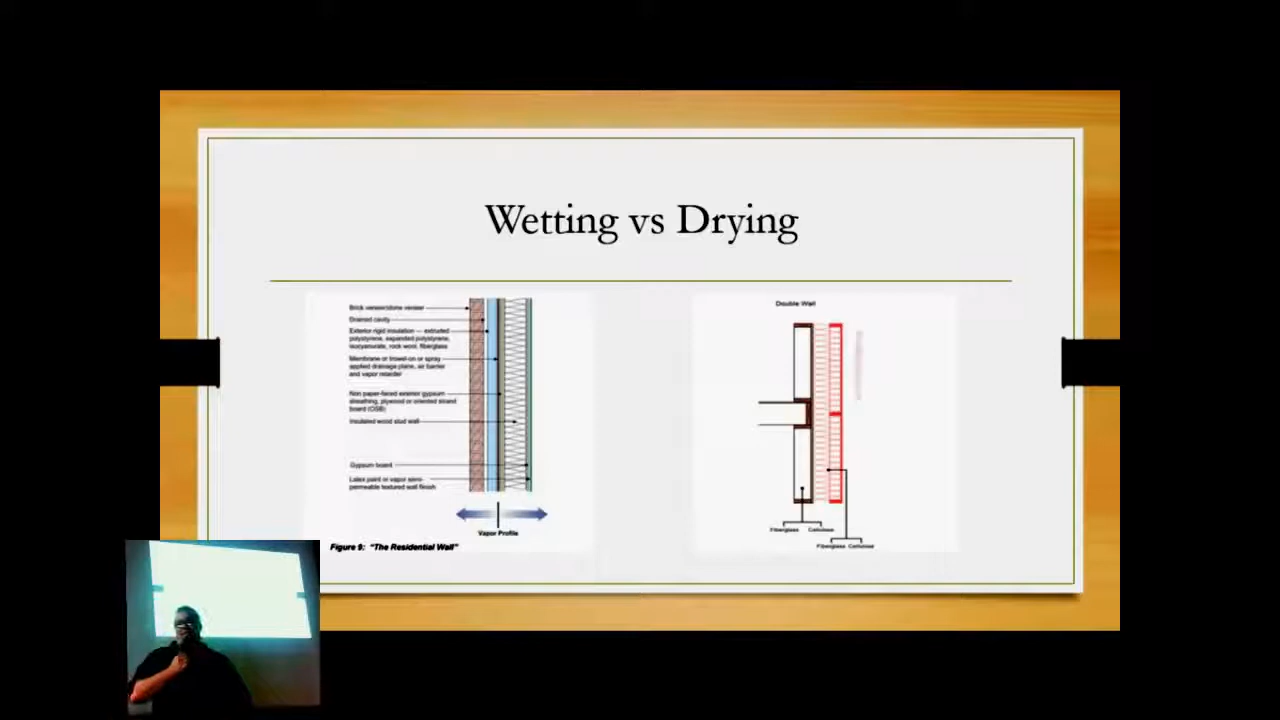 Wetting vs Drying
Brick veneer/stone veneer
Drained cavity
Exterior rigid insulation — extruded
polystyrene, expanded polystyrene,
isocyanurate, rock wool, fiberglass
Membrane or trowel-on or spray
applied drainage plane, air barrier
and vapor retarder
Non paper-faced exterior gypsum
sheathing, plywood or oriented strand
board (OSB)
Insulated wood stud wall
Gypsum board
Latex paint or vapor semi-
permeable textured wall finish
Vapor Profile
Figure 9: "The Residential Wall"
Double Wall
Fiberglass Cellulose
Fiberglass Cellulose